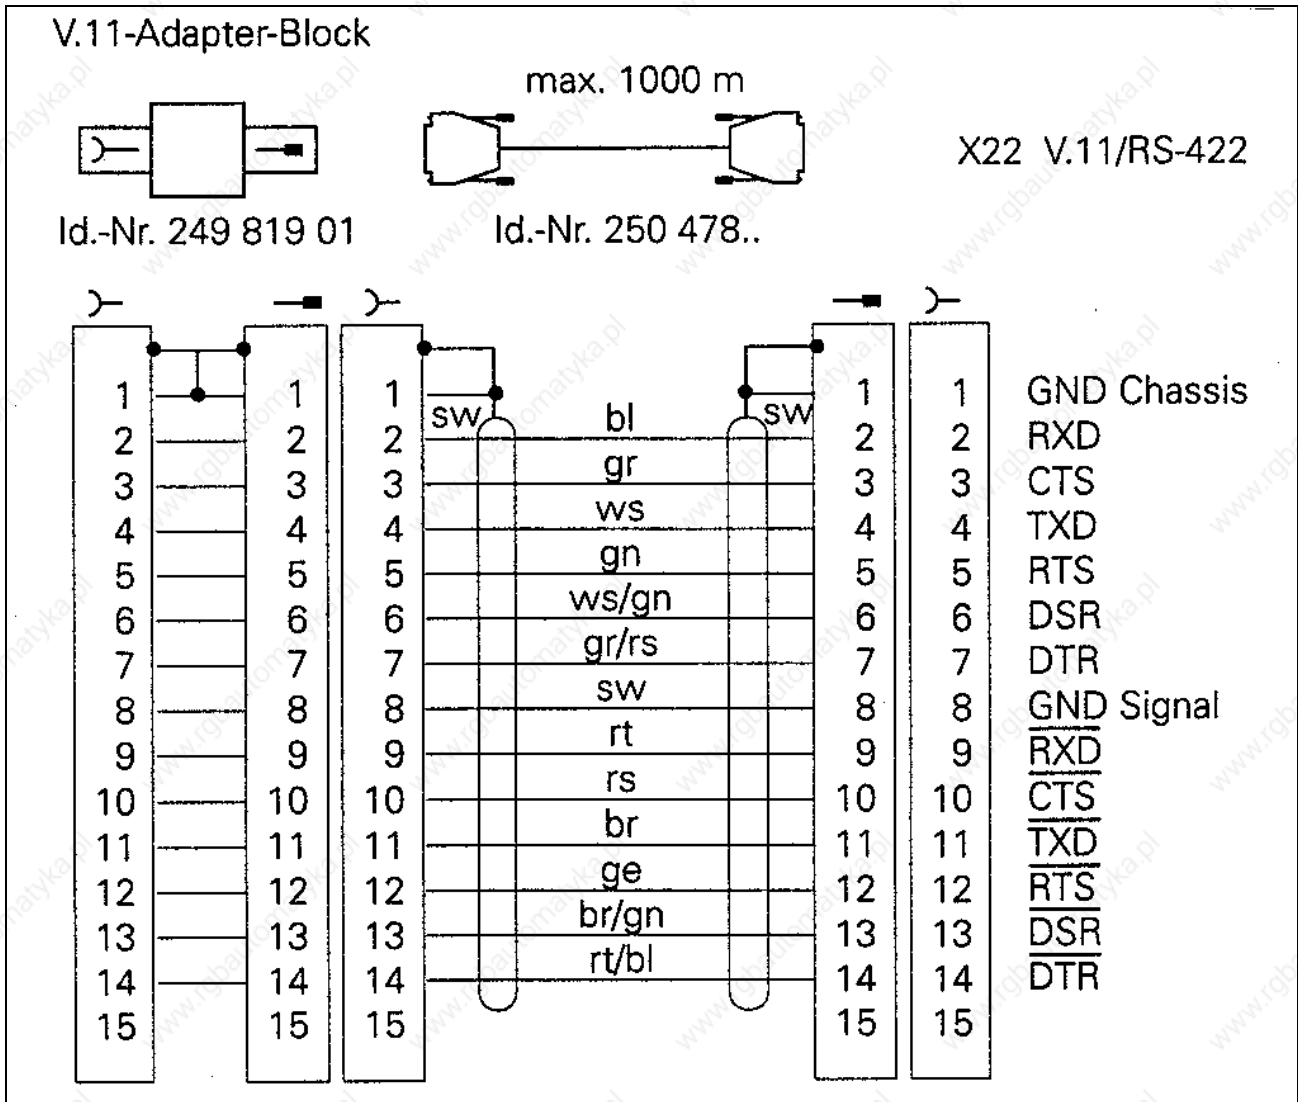 V.11-Adapter-Block
max. 1000 m
X22 V.11/RS-422
Id.-Nr. 249 819 01
Id.-Nr. 250 478..
1 1 1 1 1 GND Chassis
sw bl sw
2 2 2 2 2 RXD
gr
3 3 3 3 3 CTS
ws
4 4 4 4 4 TXD
gn
5 5 5 5 5 RTS
ws/gn
6 6 6 6 6 DSR
gr/rs
7 7 7 7 7 DTR
sw
8 8 8 8 8 GND Signal
rt
9 9 9 9 9 RXD
rs
10 10 10 10 10 CTS
br
11 11 11 11 11 TXD
ge
12 12 12 12 12 RTS
br/gn
13 13 13 13 13 DSR
rt/bl
14 14 14 14 14 DTR
15 15 15 15 15
www.rgbautomatyka.pl